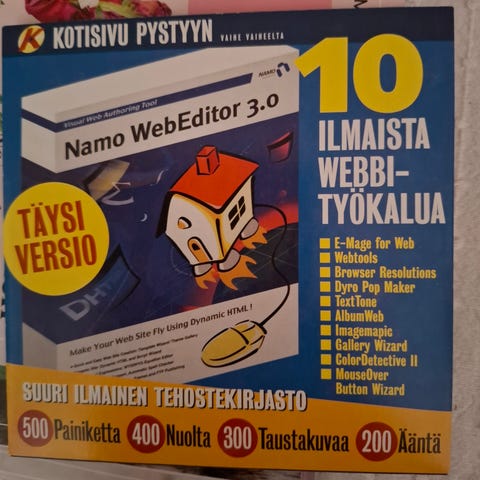 K KOTISIVU PYSTYYN VAIHE VAIHEELTA
10
ILMAISTA
WEBBI-
TYÖKALUA
E-Mage for Web
Webtools
Browser Resolutions
Dyro Pop Maker
TextTone
AlbumWeb
Imagemapic
Gallery Wizard
ColorDetective II
MouseOver
Button Wizard
Visual Web Authoring Tool
NAMO
Namo WebEditor 3.0
TÄYSI
VERSIO
DH
Make Your Web Site Fly Using Dynamic HTML !
SUURI ILMAINEN TEHOSTEKIRJASTO
500 Painiketta 400 Nuolta 300 Taustakuvaa 200 Ääntä